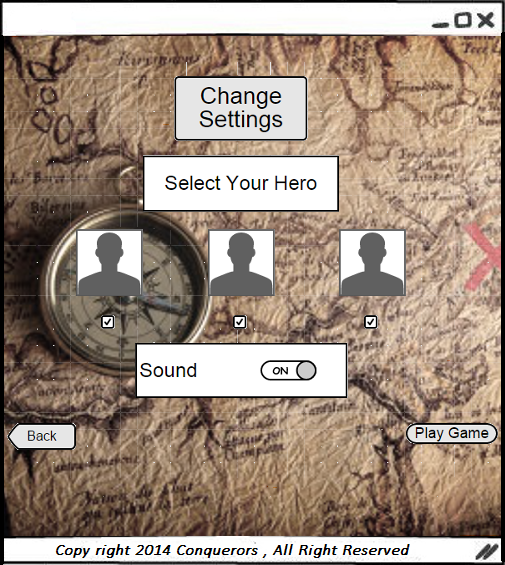 Change
Settings
Select Your Hero
Sound
ON
Back
Play Game
Copy right 2014 Conquerors , All Right Reserved